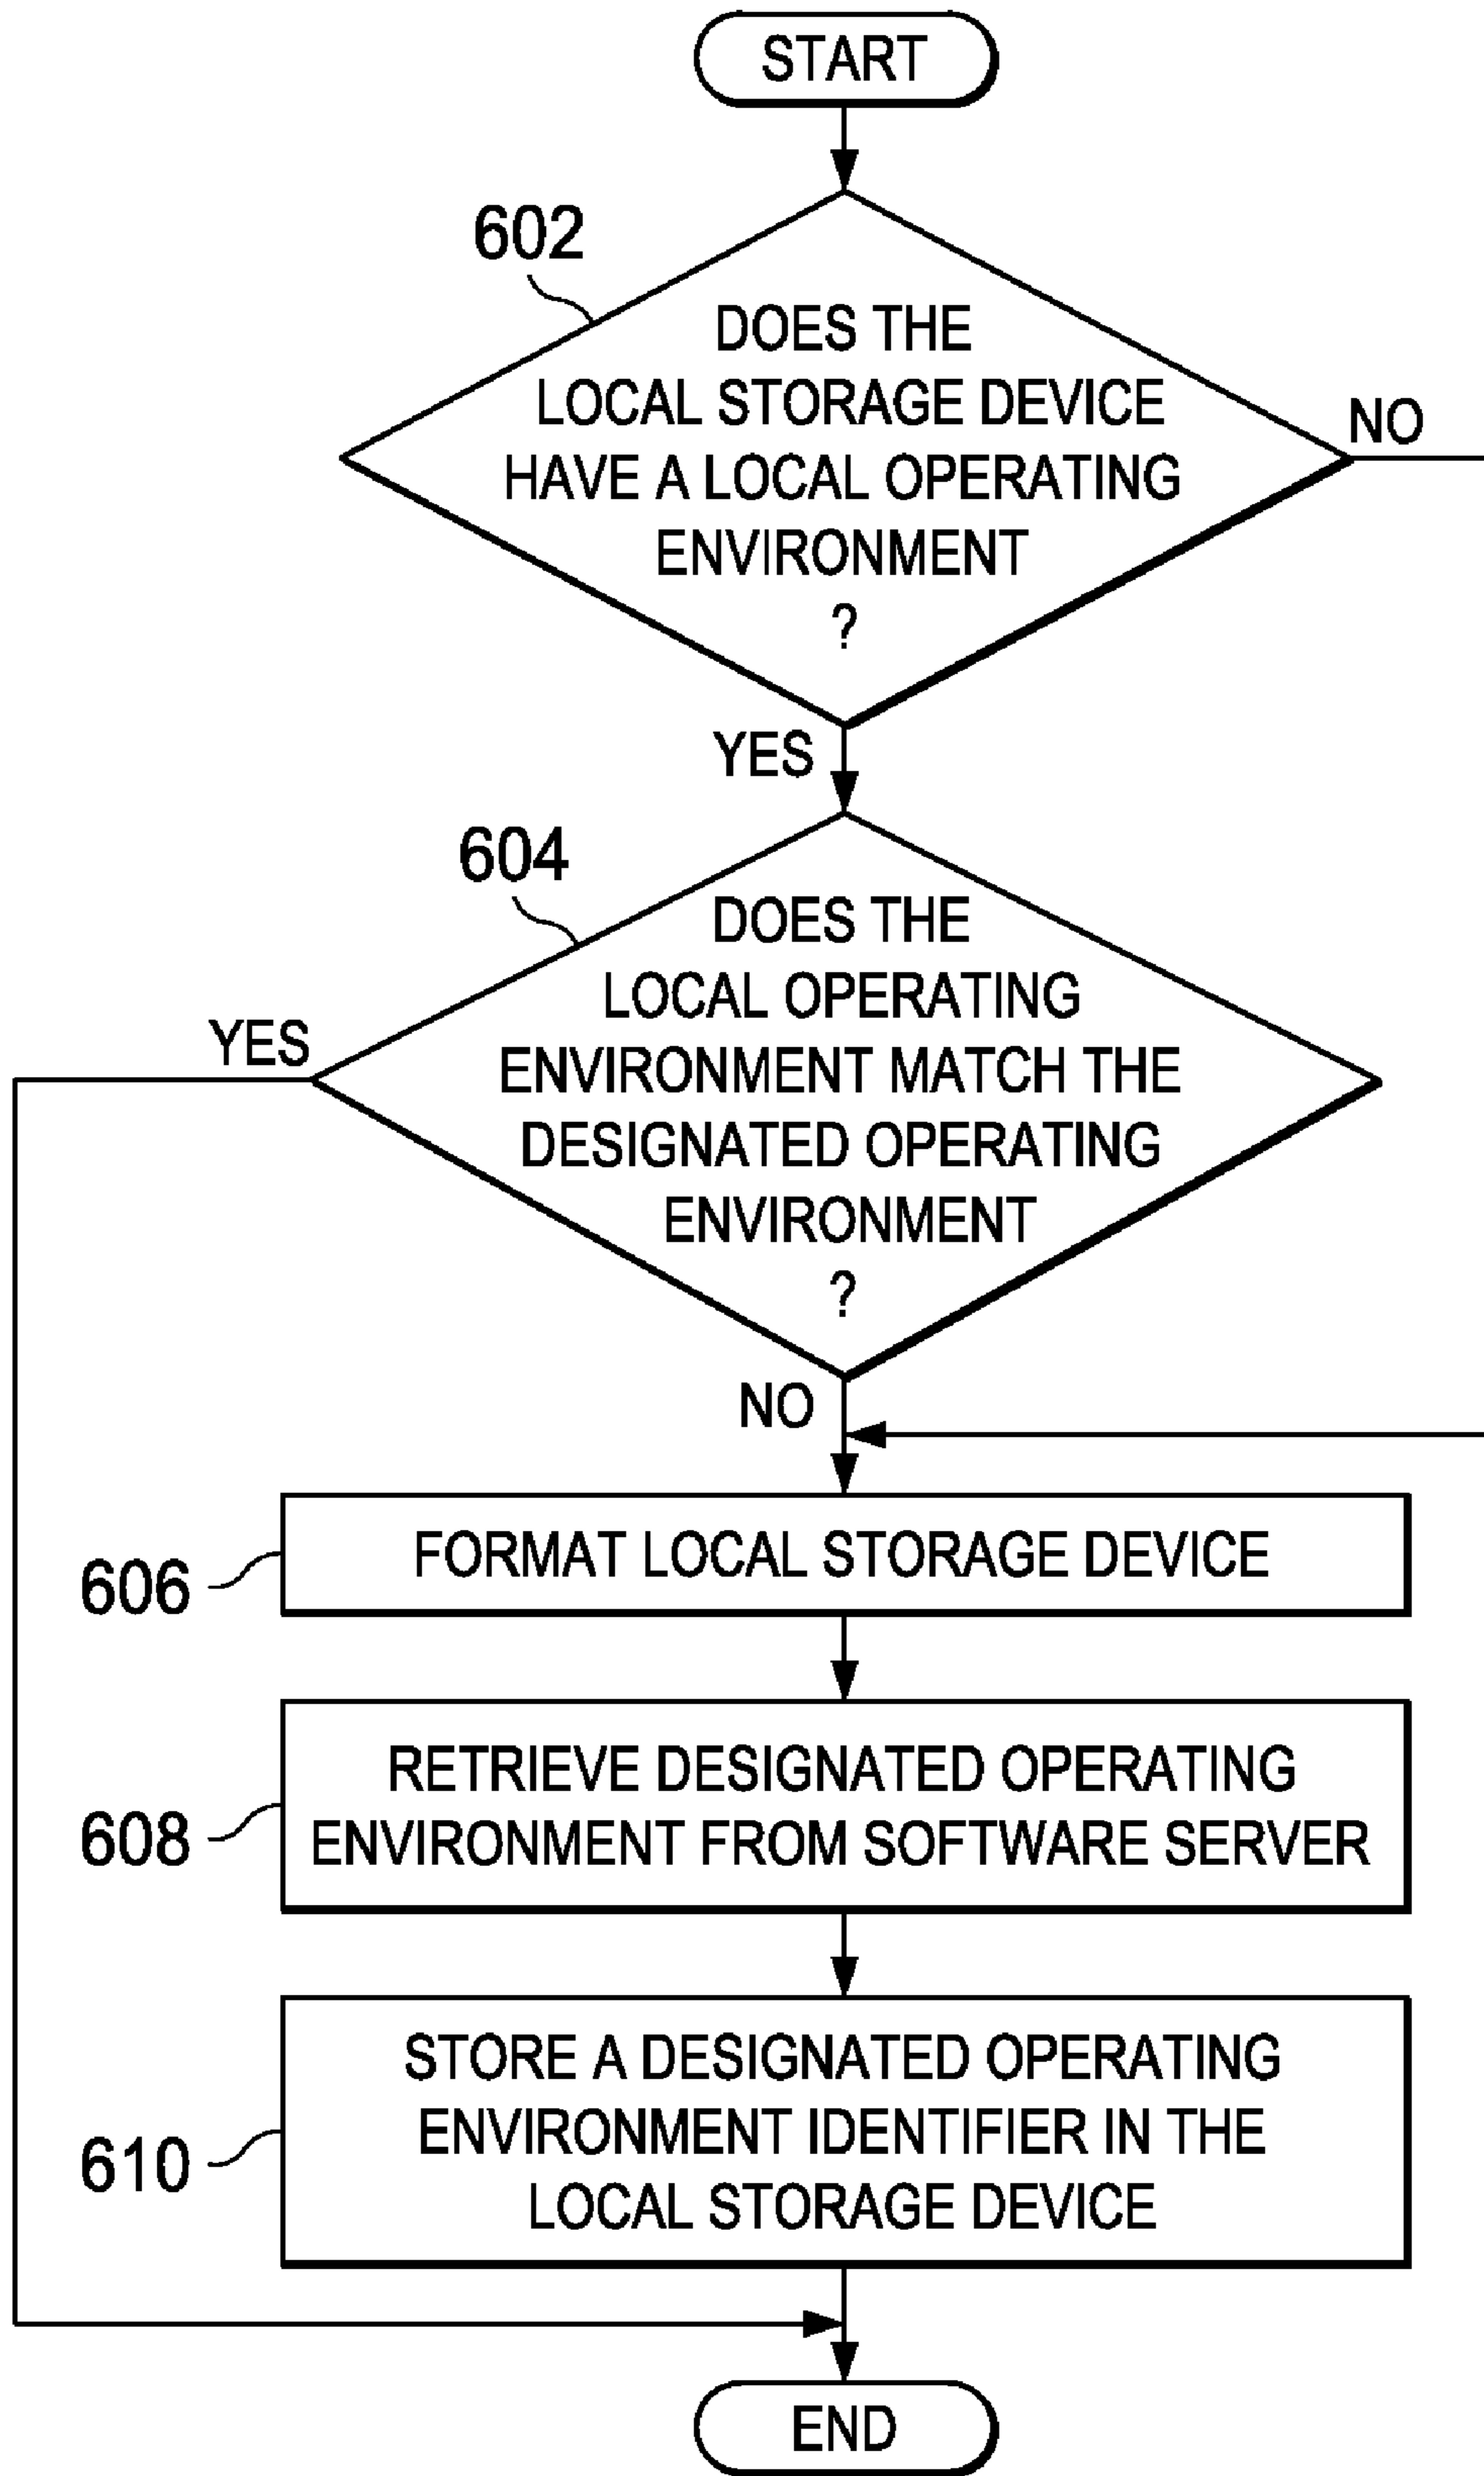 START
602
DOES THE
LOCAL STORAGE DEVICE
HAVE A LOCAL OPERATING
ENVIRONMENT
?
NO
YES
604
DOES THE
LOCAL OPERATING
ENVIRONMENT MATCH THE
DESIGNATED OPERATING
ENVIRONMENT
?
YES
NO
606
FORMAT LOCAL STORAGE DEVICE
608
RETRIEVE DESIGNATED OPERATING
ENVIRONMENT FROM SOFTWARE SERVER
610
STORE A DESIGNATED OPERATING
ENVIRONMENT IDENTIFIER IN THE
LOCAL STORAGE DEVICE
END